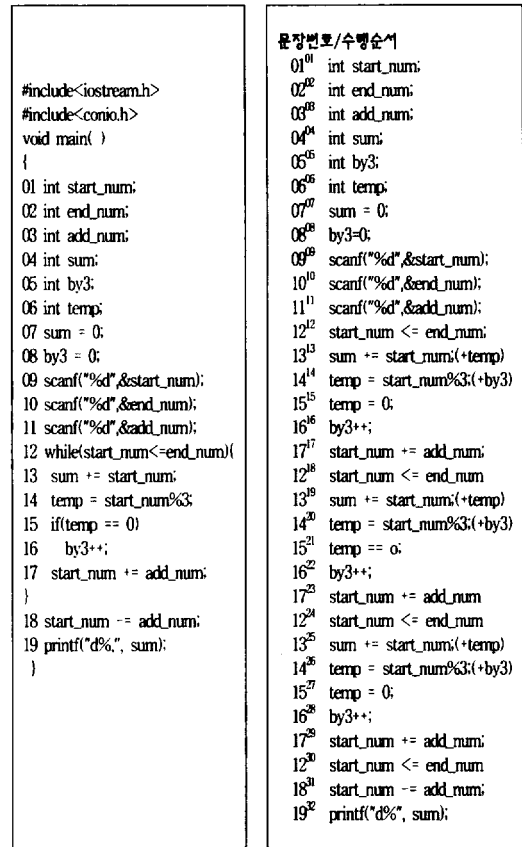 #include<iostream.h>
#include<conio.h>
void main( )
{
01 int start_num;
02 int end_num;
03 int add_num;
04 int sum;
05 int by3;
06 int temp;
07 sum = 0;
08 by3 = 0;
09 scanf("%d",&start_num);
10 scanf("%d",&end_num);
11 scanf("%d",&add_num);
12 while(start_num<=end_num){
13 sum += start_num;
14 temp = start_num%3;
15 if(temp == 0)
16 by3++;
17 start_num += add_num;
}
18 start_num -= add_num;
19 printf("d%,", sum);
}
문장번호/수행순서
01⁰¹ int start_num;
02⁰² int end_num;
03⁰³ int add_num;
04⁰⁴ int sum;
05⁰⁵ int by3;
06⁰⁶ int temp;
07⁰⁷ sum = 0;
08⁰⁸ by3=0;
09⁰⁹ scanf("%d",&start_num);
10¹⁰ scanf("%d",&end_num);
11¹¹ scanf("%d",&add_num);
12¹² start_num <= end_num;
13¹³ sum += start_num;(+temp)
14¹⁴ temp = start_num%3;(+by3)
15¹⁵ temp = 0;
16¹⁶ by3++;
17¹⁷ start_num += add_num;
12¹⁸ start_num <= end_num
13¹⁹ sum += start_num;(+temp)
14²⁰ temp = start_num%3;(+by3)
15²¹ temp == o;
16²² by3++;
17²³ start_num += add_num
12²⁴ start_num <= end_num
13²⁵ sum += start_num;(+temp)
14²⁶ temp = start_num%3;(+by3)
15²⁷ temp = 0;
16²⁸ by3++;
17²⁹ start_num += add_num;
12³⁰ start_num <= end_num
18³¹ start_num -= add_num;
19³² printf("d%", sum);